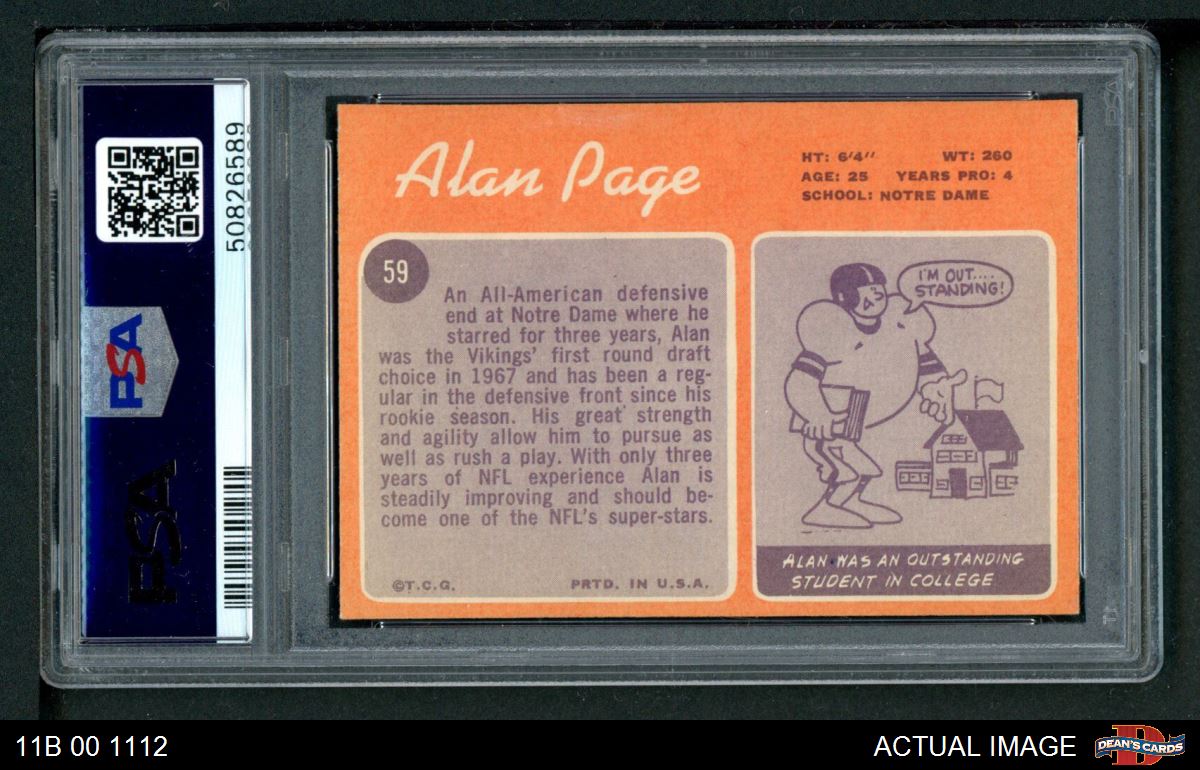 50826589
PSA
PSA
Alan Page
HT: 6'4" WT: 260
AGE: 25 YEARS PRO: 4
SCHOOL: NOTRE DAME
59
An All-American defensive
end at Notre Dame where he
starred for three years, Alan
was the Vikings' first round draft
choice in 1967 and has been a reg-
ular in the defensive front since his
rookie season. His great strength
and agility allow him to pursue as
well as rush a play. With only three
years of NFL experience Alan is
steadily improving and should be-
come one of the NFL's super-stars.
©T.C.G. PRTD. IN U.S.A.
I'M OUT....
STANDING!
ALAN WAS AN OUTSTANDING
STUDENT IN COLLEGE
11B 00 1112
ACTUAL IMAGE
DEAN'S CARDS